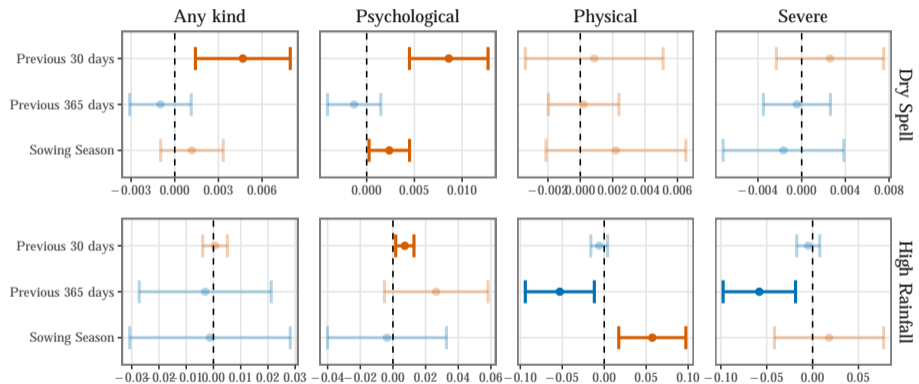 Any kind Psychological Physical Severe
Previous 30 days
Previous 365 days
Sowing Season
Dry Spell
−0.003 0.000 0.003 0.006
0.000 0.005 0.010
0.000 0.002 0.004 0.006
−0.004 0.000 0.004 0.008
Previous 30 days
Previous 365 days
Sowing Season
High Rainfall
−0.03 −0.02 −0.01 0.00 0.01 0.02 0.03
−0.04 −0.02 0.00 0.02 0.04 0.06
−0.10 −0.05 0.00 0.05 0.10
−0.10 −0.05 0.00 0.05